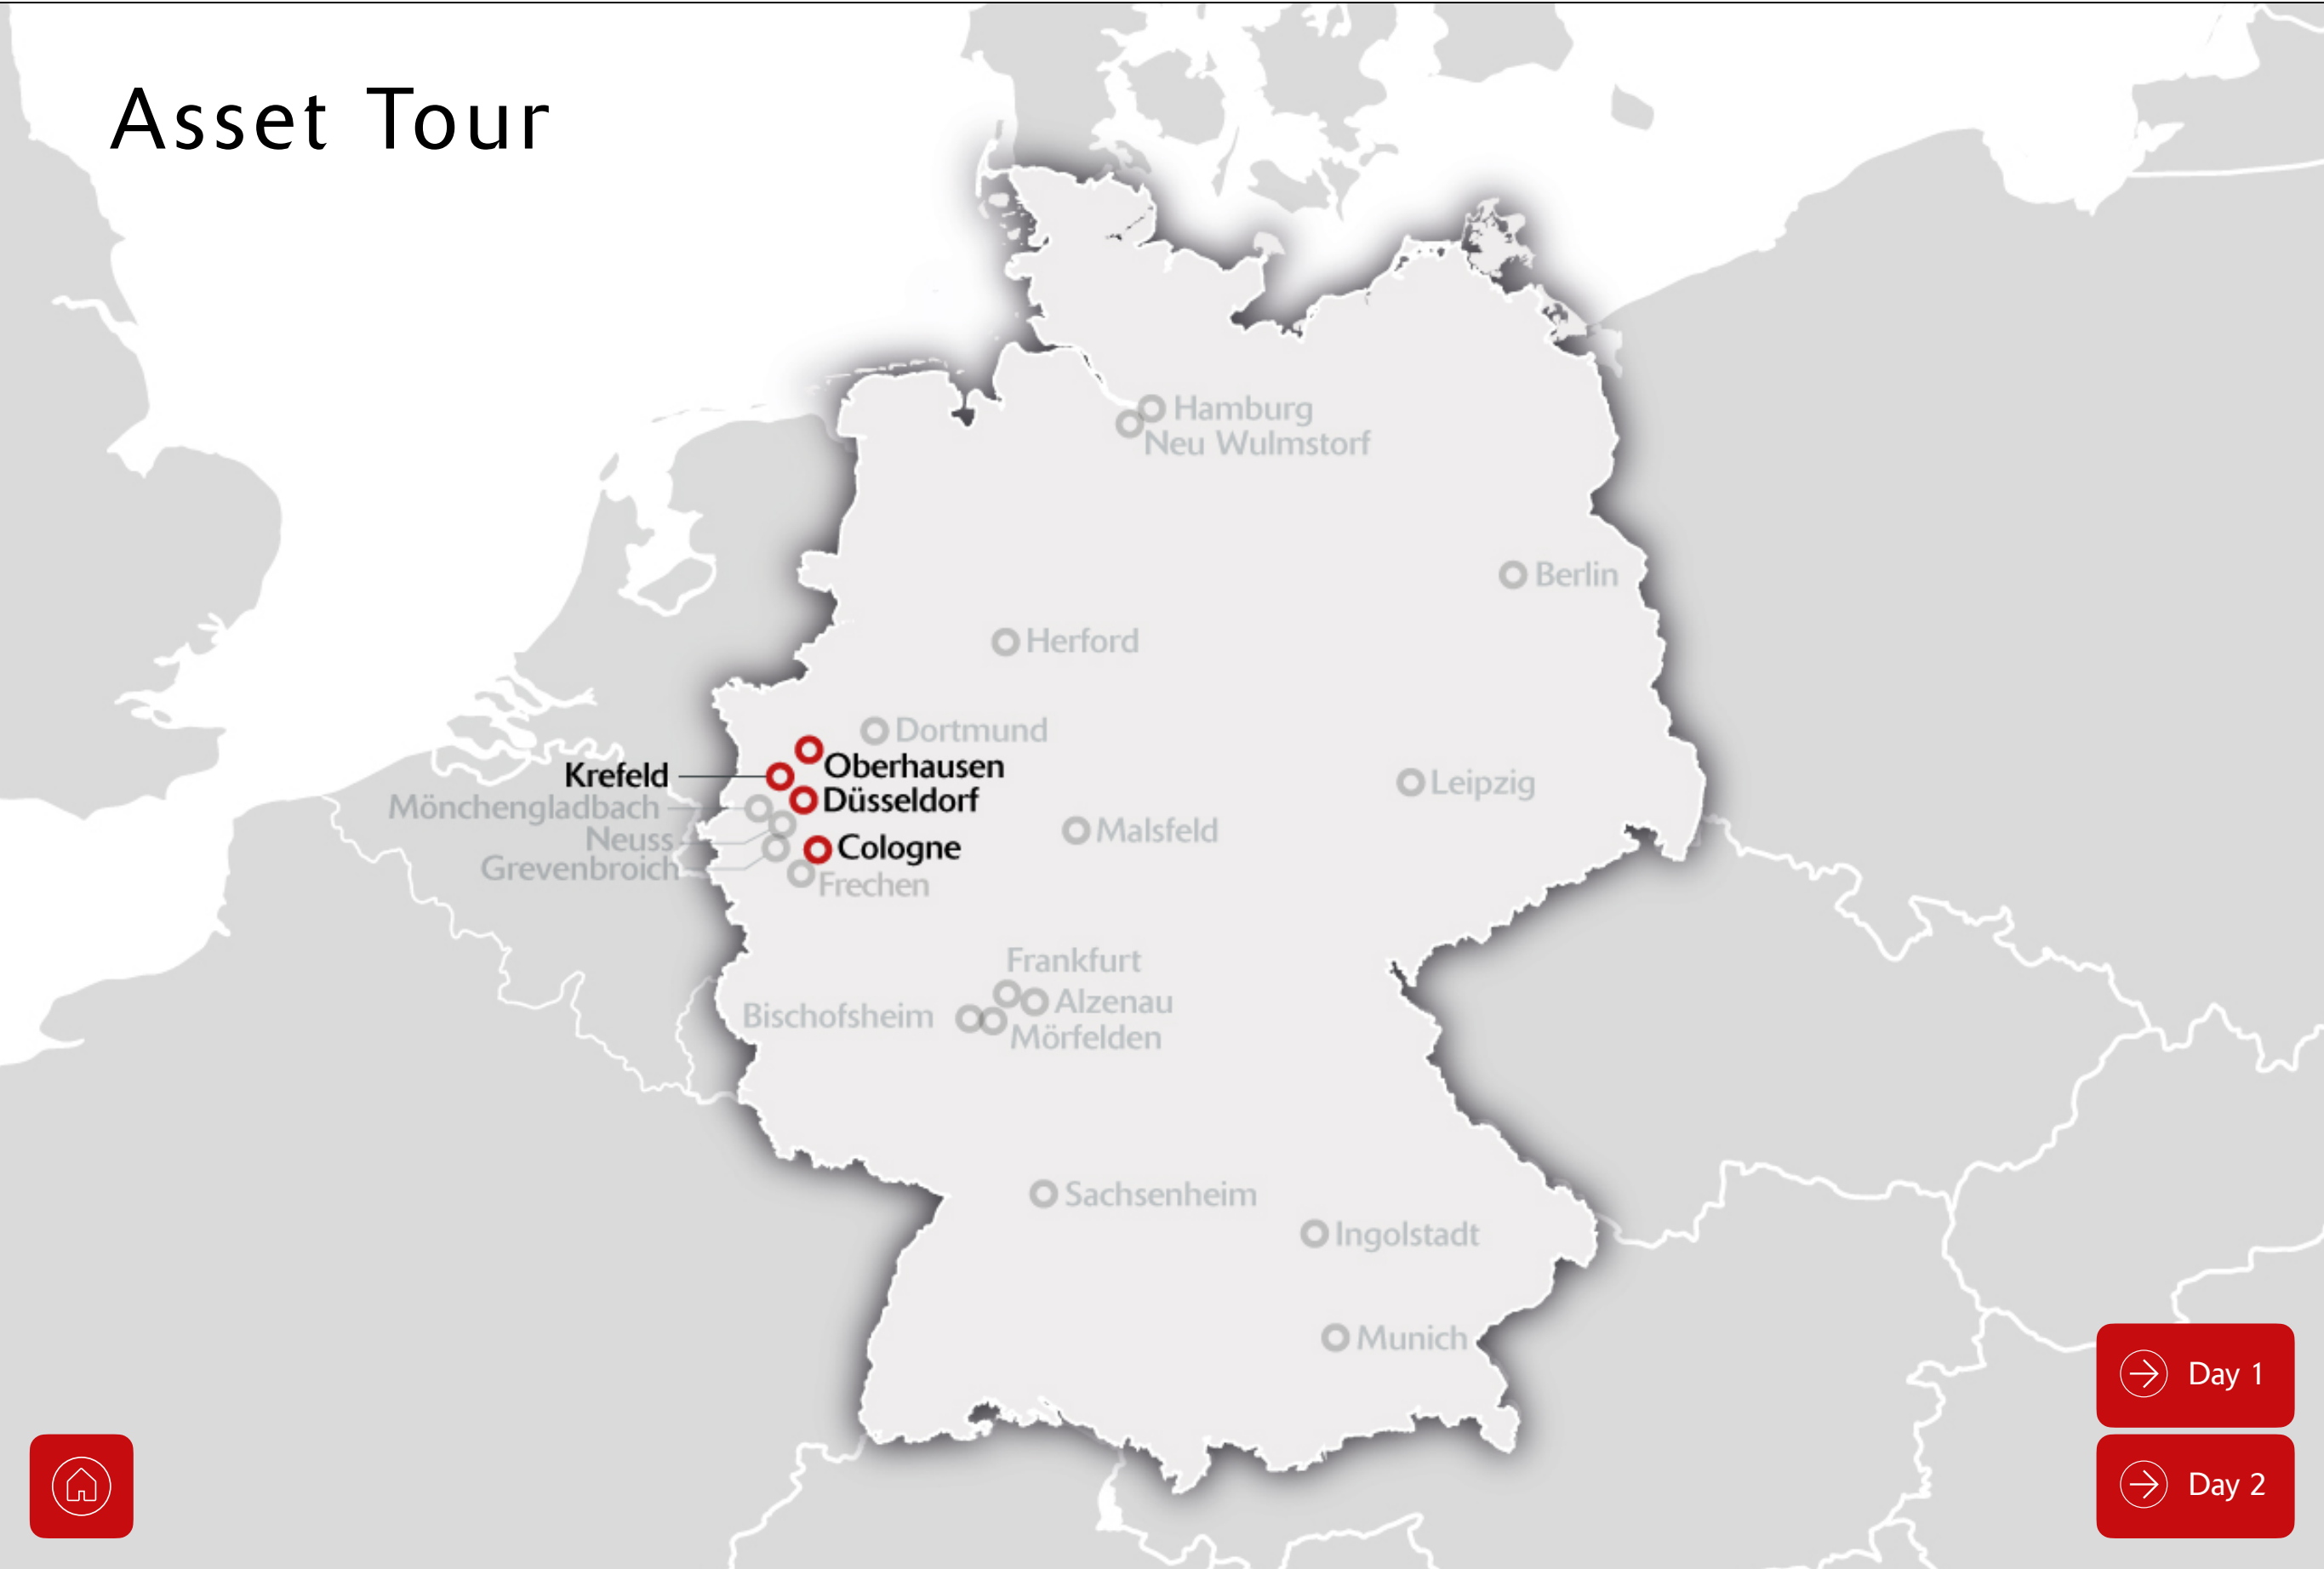 Asset Tour
Hamburg
Neu Wulmstorf
Berlin
Herford
Dortmund
Oberhausen
Krefeld
Düsseldorf
Leipzig
Mönchengladbach
Malsfeld
Neuss
Cologne
Grevenbroich
Frechen
Frankfurt
Alzenau
Bischofsheim
Mörfelden
Sachsenheim
Ingolstadt
Munich
Day 1
Day 2